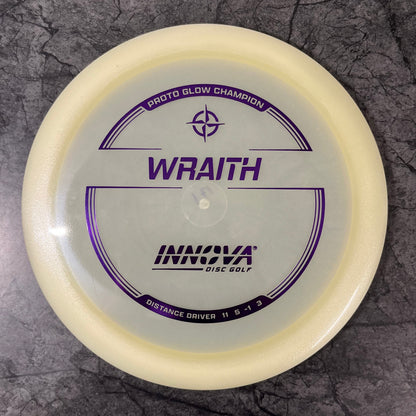 PROTO GLOW CHAMPION
WRAITH
INNOVA®
DISC GOLF
DISTANCE DRIVER 11 5 -1 3